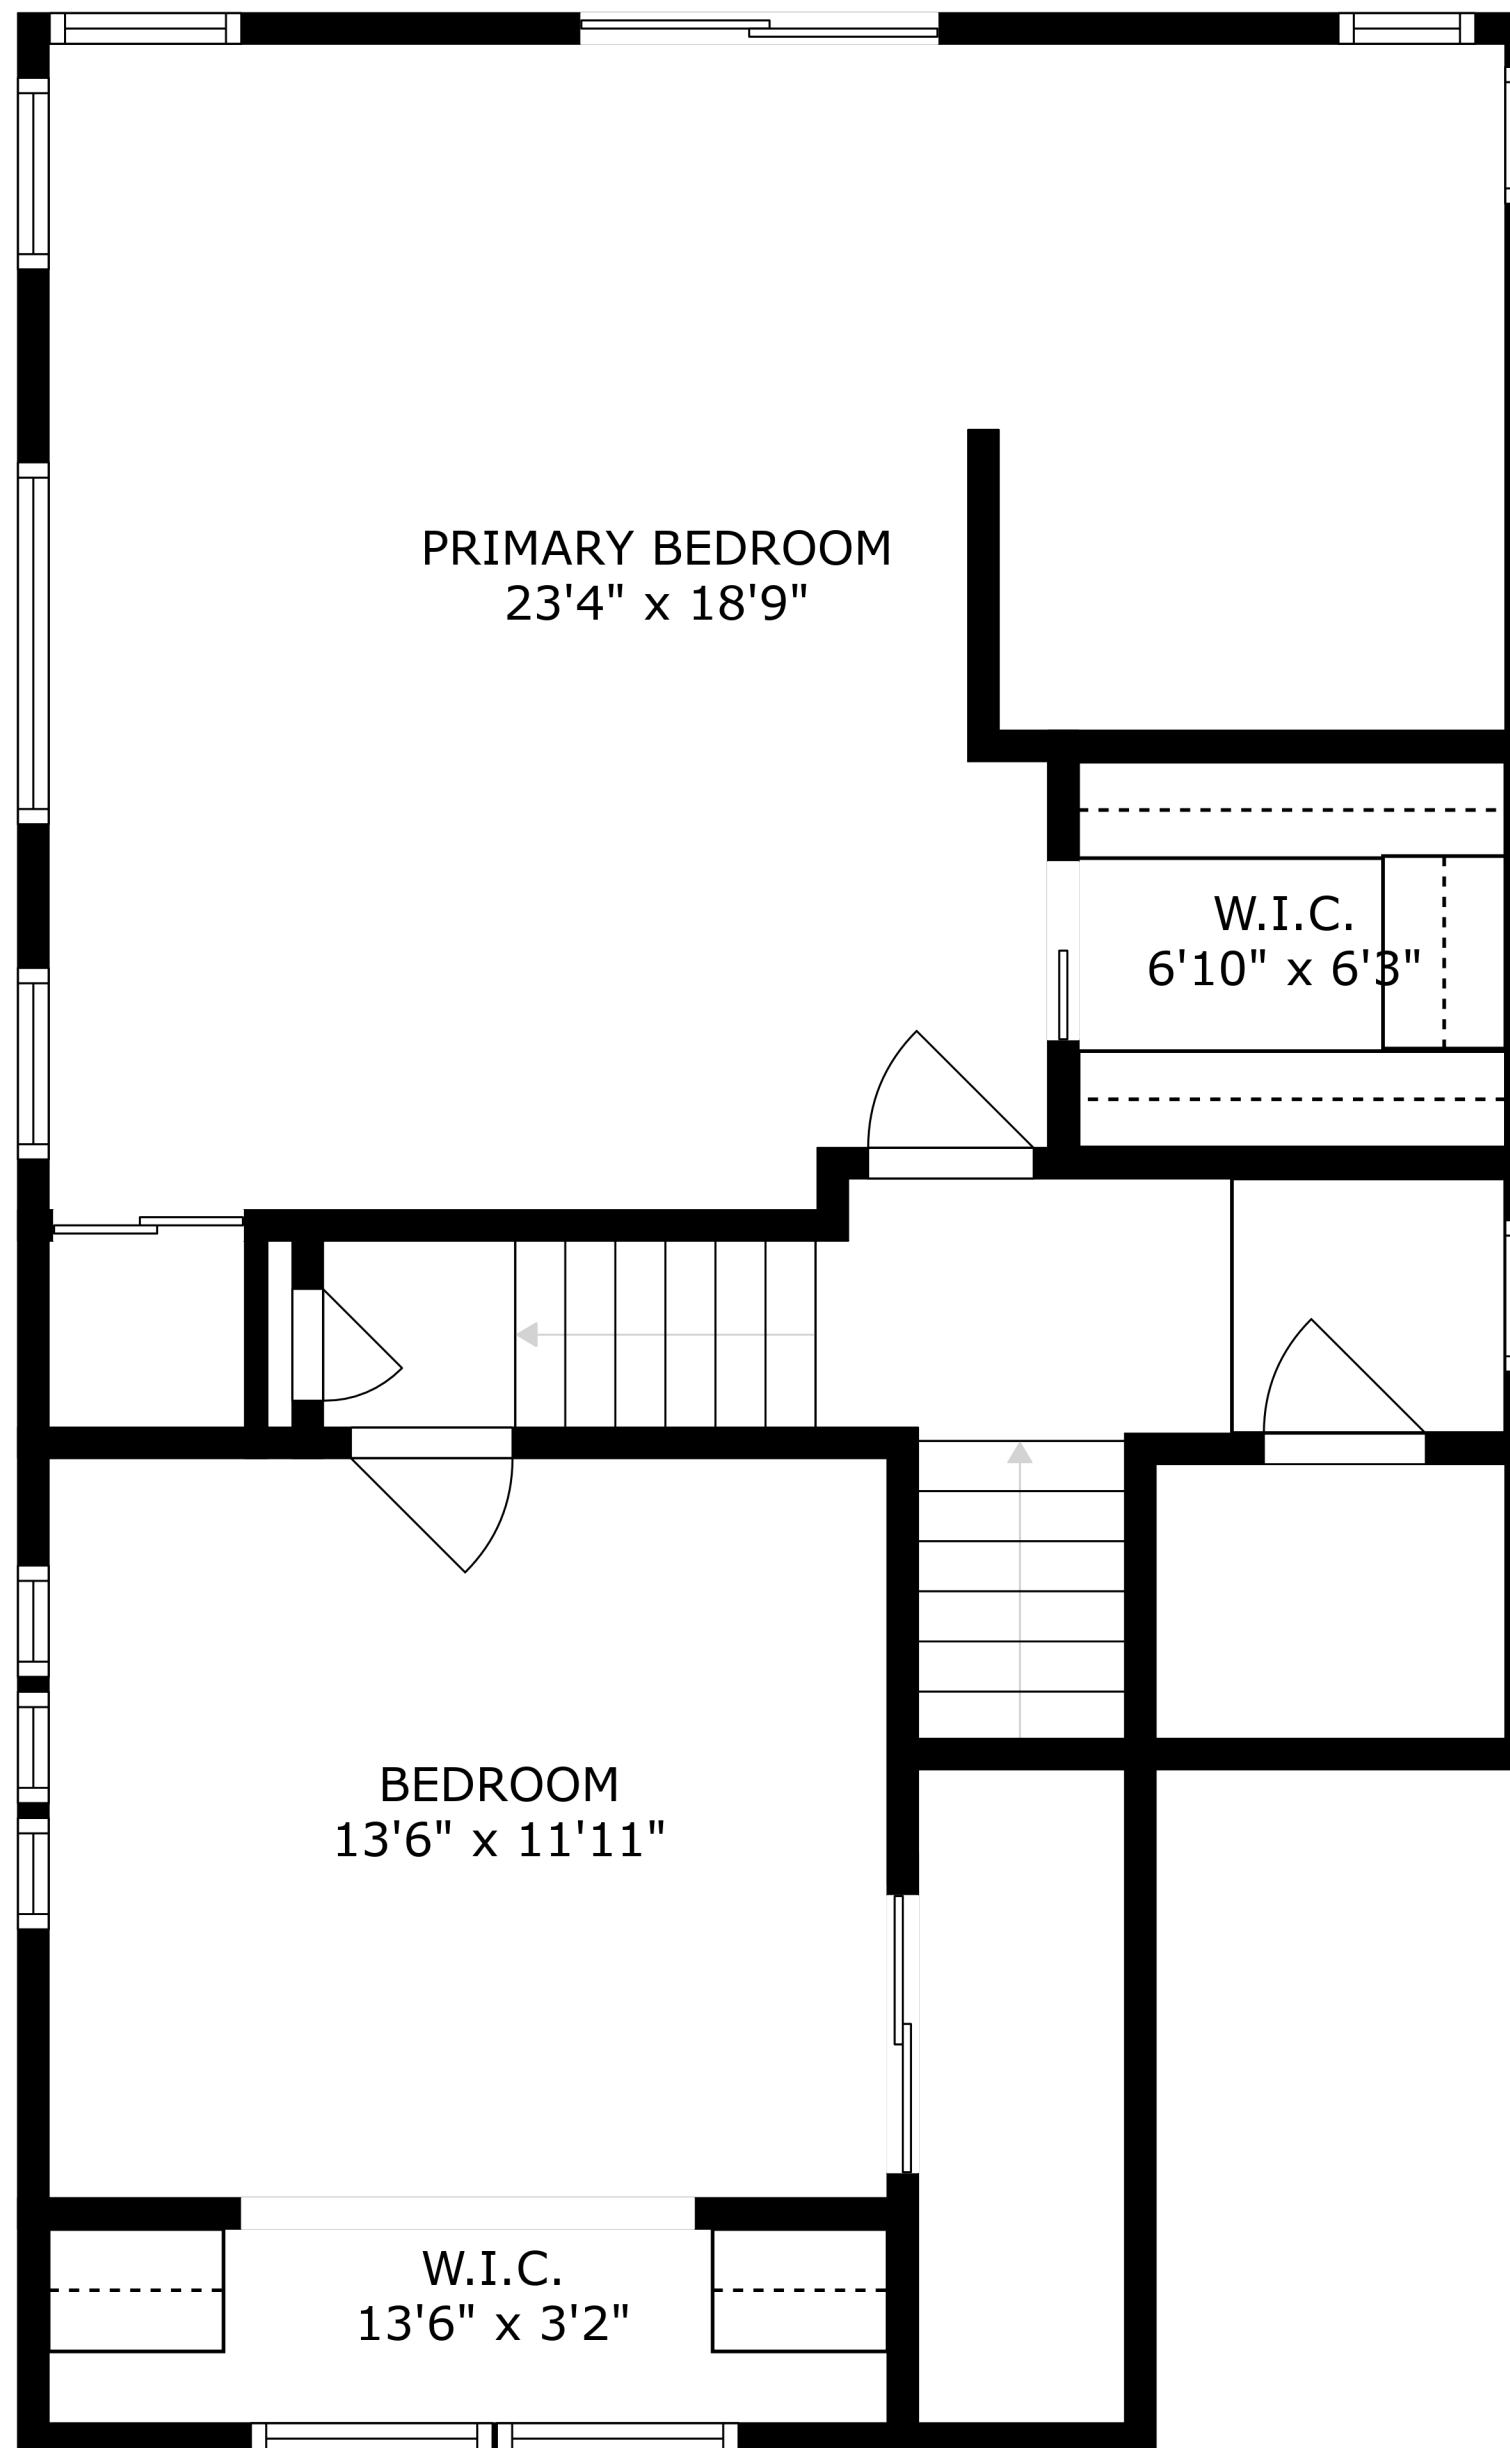 PRIMARY BEDROOM
23'4" x 18'9"
W.I.C.
6'10" x 6'3"
BEDROOM
13'6" x 11'11"
W.I.C.
13'6" x 3'2"